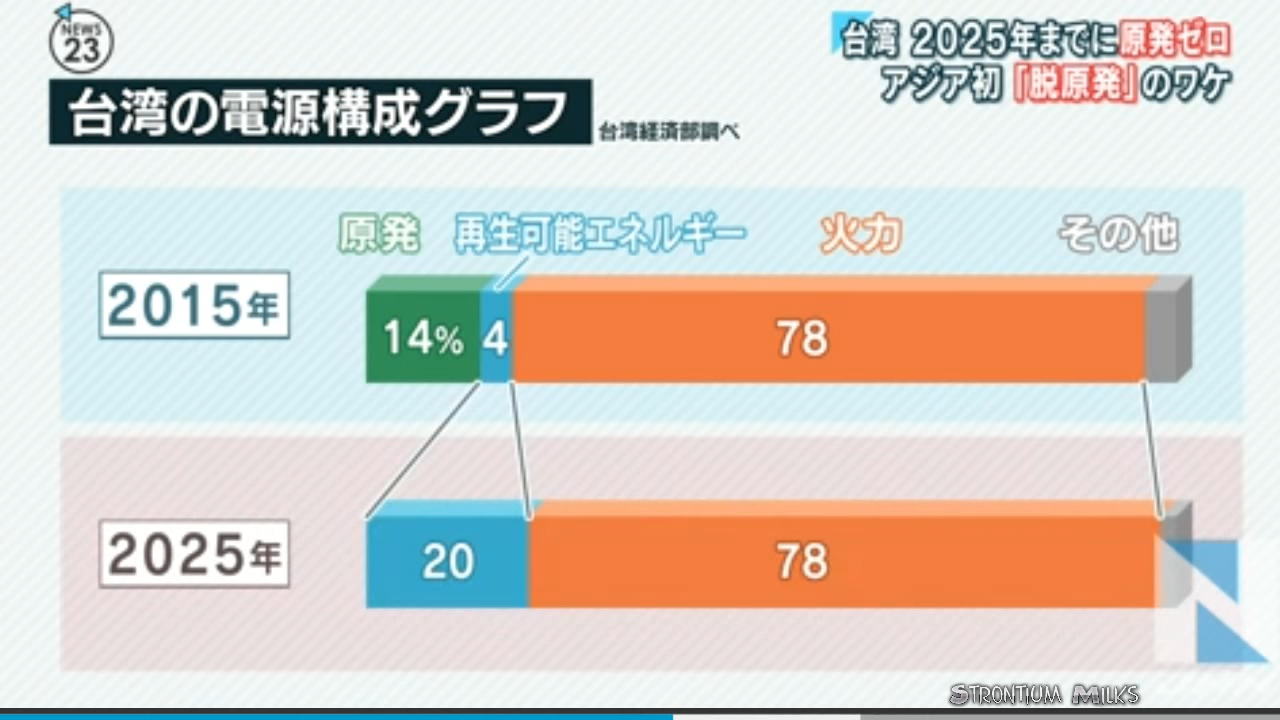 NEWS
23
台湾 2025年までに原発ゼロ
アジア初「脱原発」のワケ
台湾の電源構成グラフ
台湾経済部調べ
原発 再生可能エネルギー 火力 その他
2015年
14% 4 78
2025年
20 78
STRONTIUM MILKS